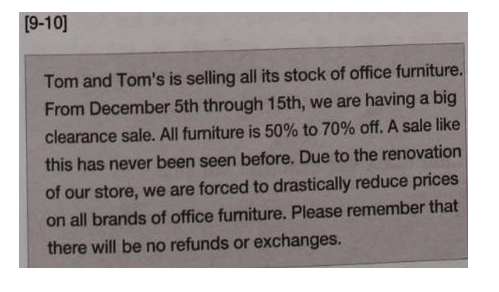 [9-10]
Tom and Tom's is selling all its stock of office furniture.
From December 5th through 15th, we are having a big
clearance sale. All furniture is 50% to 70% off. A sale like
this has never been seen before. Due to the renovation
of our store, we are forced to drastically reduce prices
on all brands of office furniture. Please remember that
there will be no refunds or exchanges.